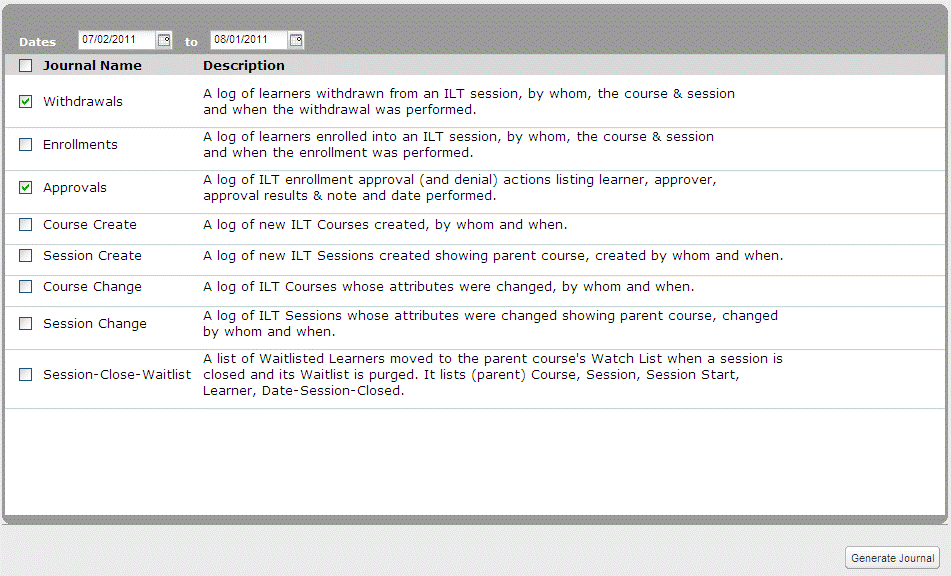 Dates 07/02/2011 to 08/01/2011
Journal Name Description
Withdrawals A log of learners withdrawn from an ILT session, by whom, the course & session
and when the withdrawal was performed.
Enrollments A log of learners enrolled into an ILT session, by whom, the course & session
and when the enrollment was performed.
Approvals A log of ILT enrollment approval (and denial) actions listing learner, approver,
approval results & note and date performed.
Course Create A log of new ILT Courses created, by whom and when.
Session Create A log of new ILT Sessions created showing parent course, created by whom and when.
Course Change A log of ILT Courses whose attributes were changed, by whom and when.
Session Change A log of ILT Sessions whose attributes were changed showing parent course, changed
by whom and when.
Session-Close-Waitlist A list of Waitlisted Learners moved to the parent course's Watch List when a session is
closed and its Waitlist is purged. It lists (parent) Course, Session, Session Start,
Learner, Date-Session-Closed.
Generate Journal